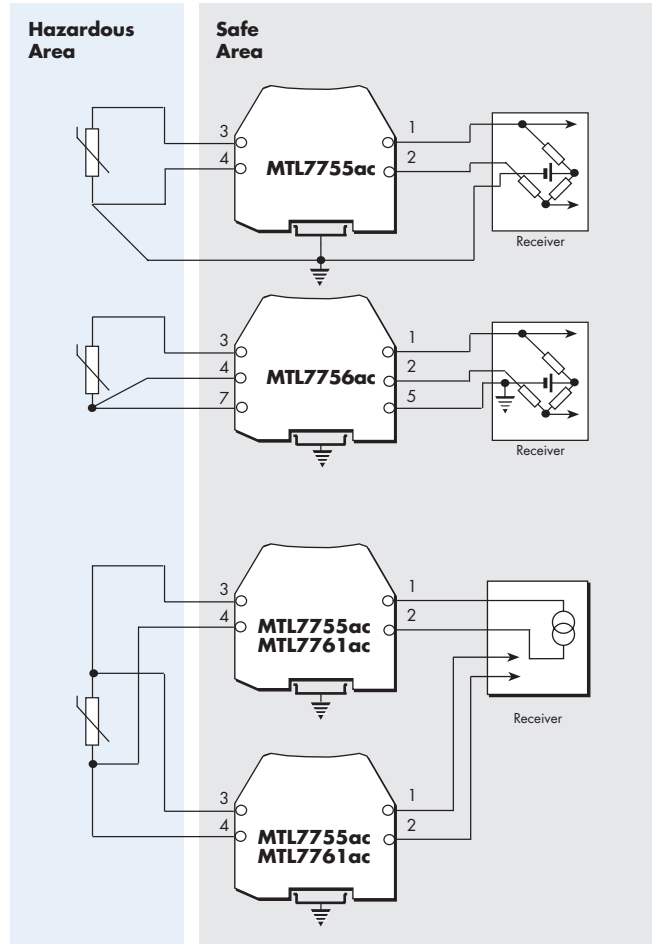 Hazardous
Area
Safe
Area
3
4
MTL7755ac
1
2
Receiver
3
4
7
MTL7756ac
1
2
5
Receiver
3
4
MTL7755ac
MTL7761ac
1
2
Receiver
3
4
MTL7755ac
MTL7761ac
1
2